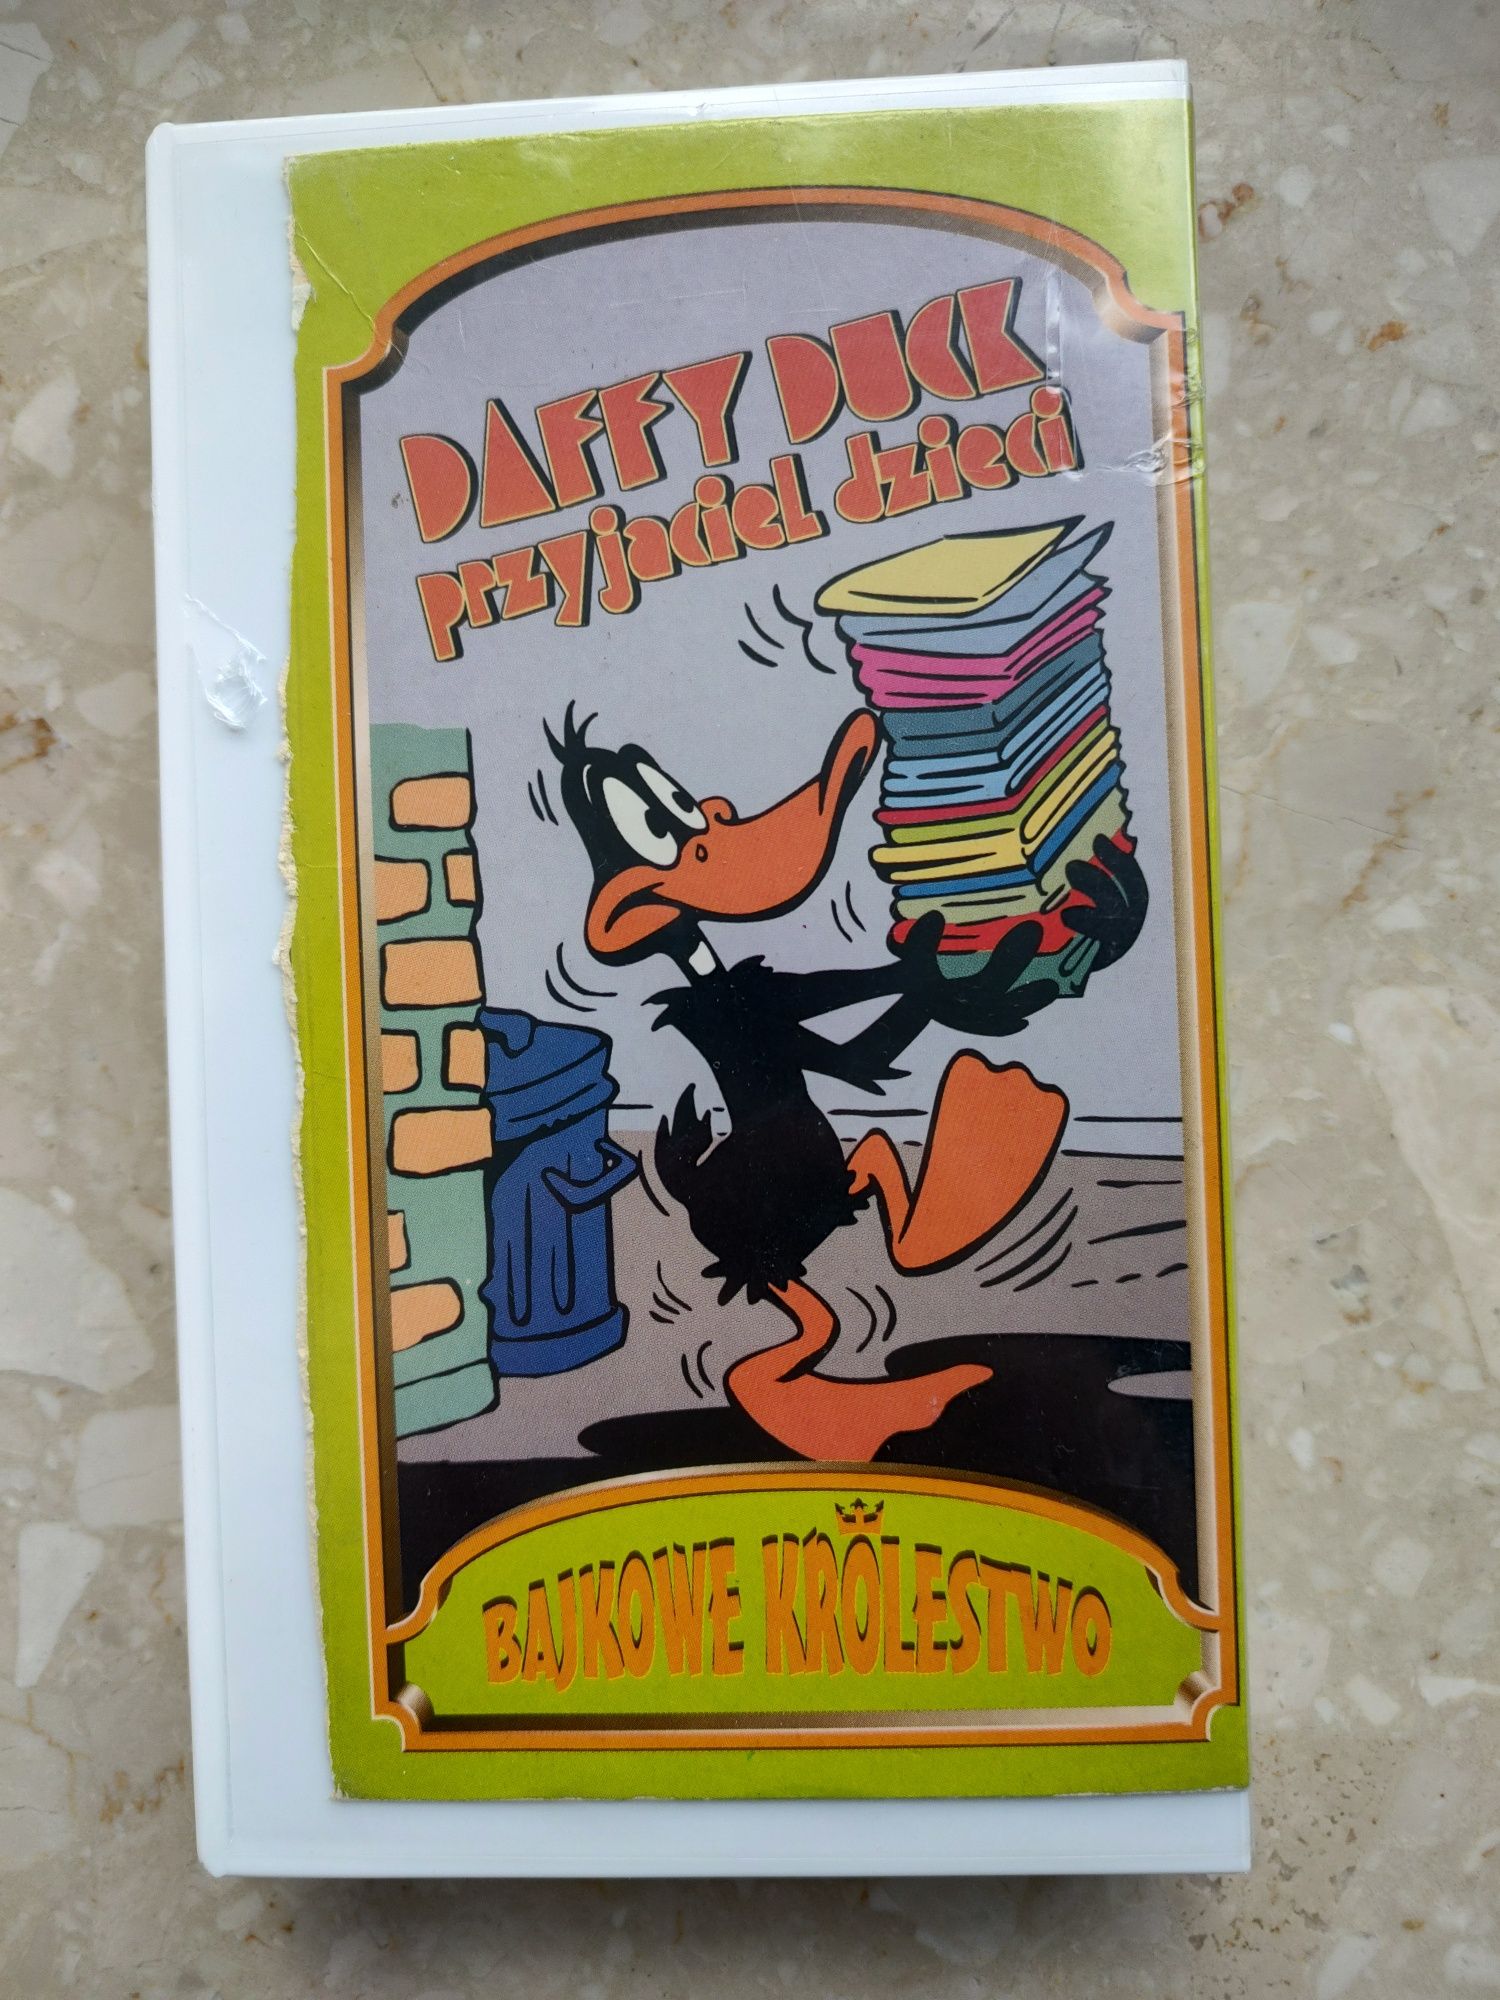 DAFFY DUCK
przyjaciel dzieci
BAJKOWE KRÓLESTWO